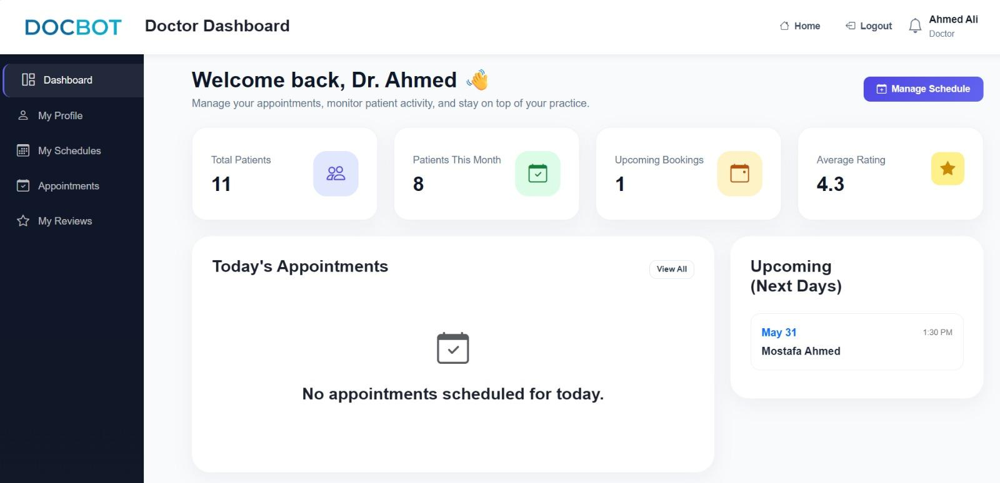 DOCBOT
Doctor Dashboard
Home
Logout
Ahmed Ali
Doctor
Dashboard
My Profile
My Schedules
Appointments
My Reviews
Welcome back, Dr. Ahmed 👋
Manage your appointments, monitor patient activity, and stay on top of your practice.
Manage Schedule
Total Patients
11
Patients This Month
8
Upcoming Bookings
1
Average Rating
4.3
Today's Appointments
View All
No appointments scheduled for today.
Upcoming
(Next Days)
May 31
1:30 PM
Mostafa Ahmed